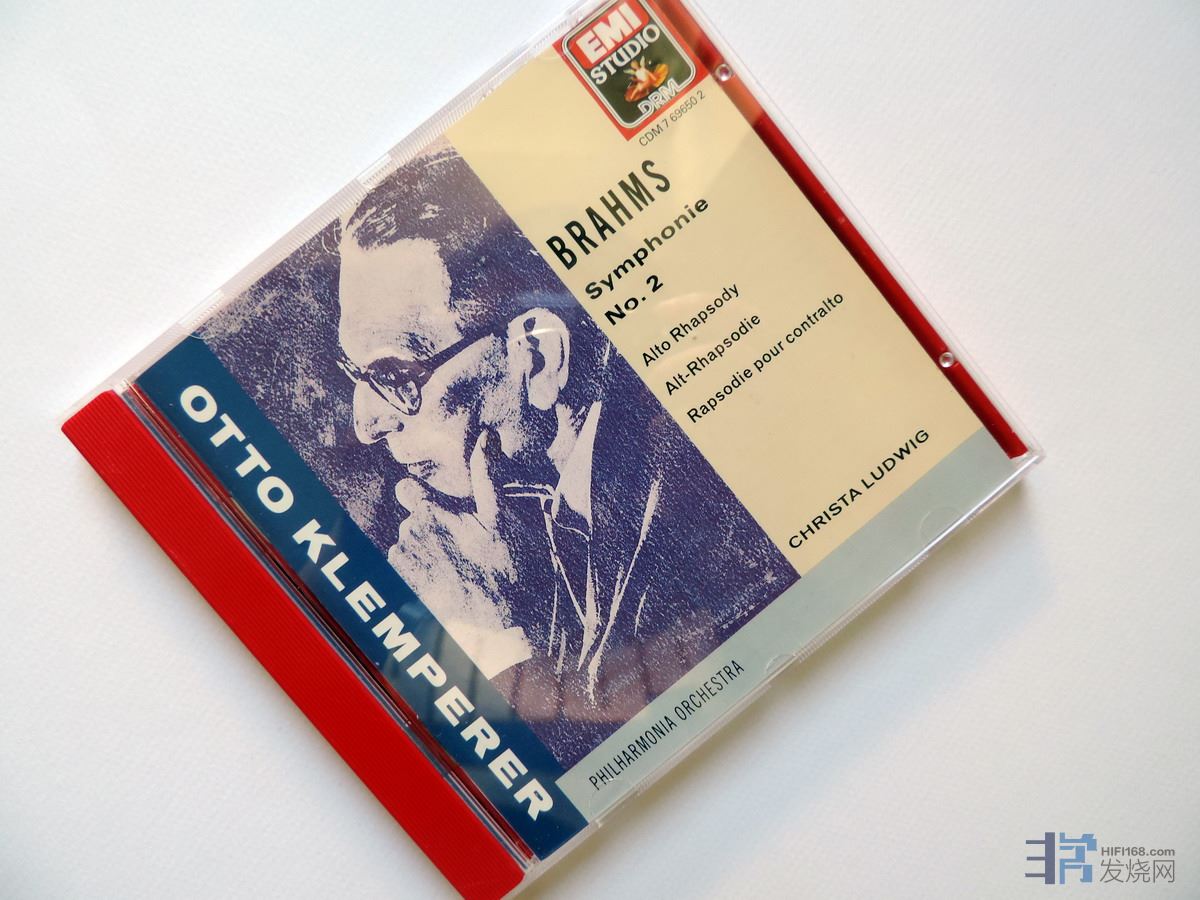 EMI
STUDIO
DRM
CDM 7 69650 2
BRAHMS
Symphonie
No. 2
Alto Rhapsody
Alt-Rhapsodie
Rapsodie pour contralto
CHRISTA LUDWIG
OTTO KLEMPERER
PHILHARMONIA ORCHESTRA
HIFI168.com
发烧网